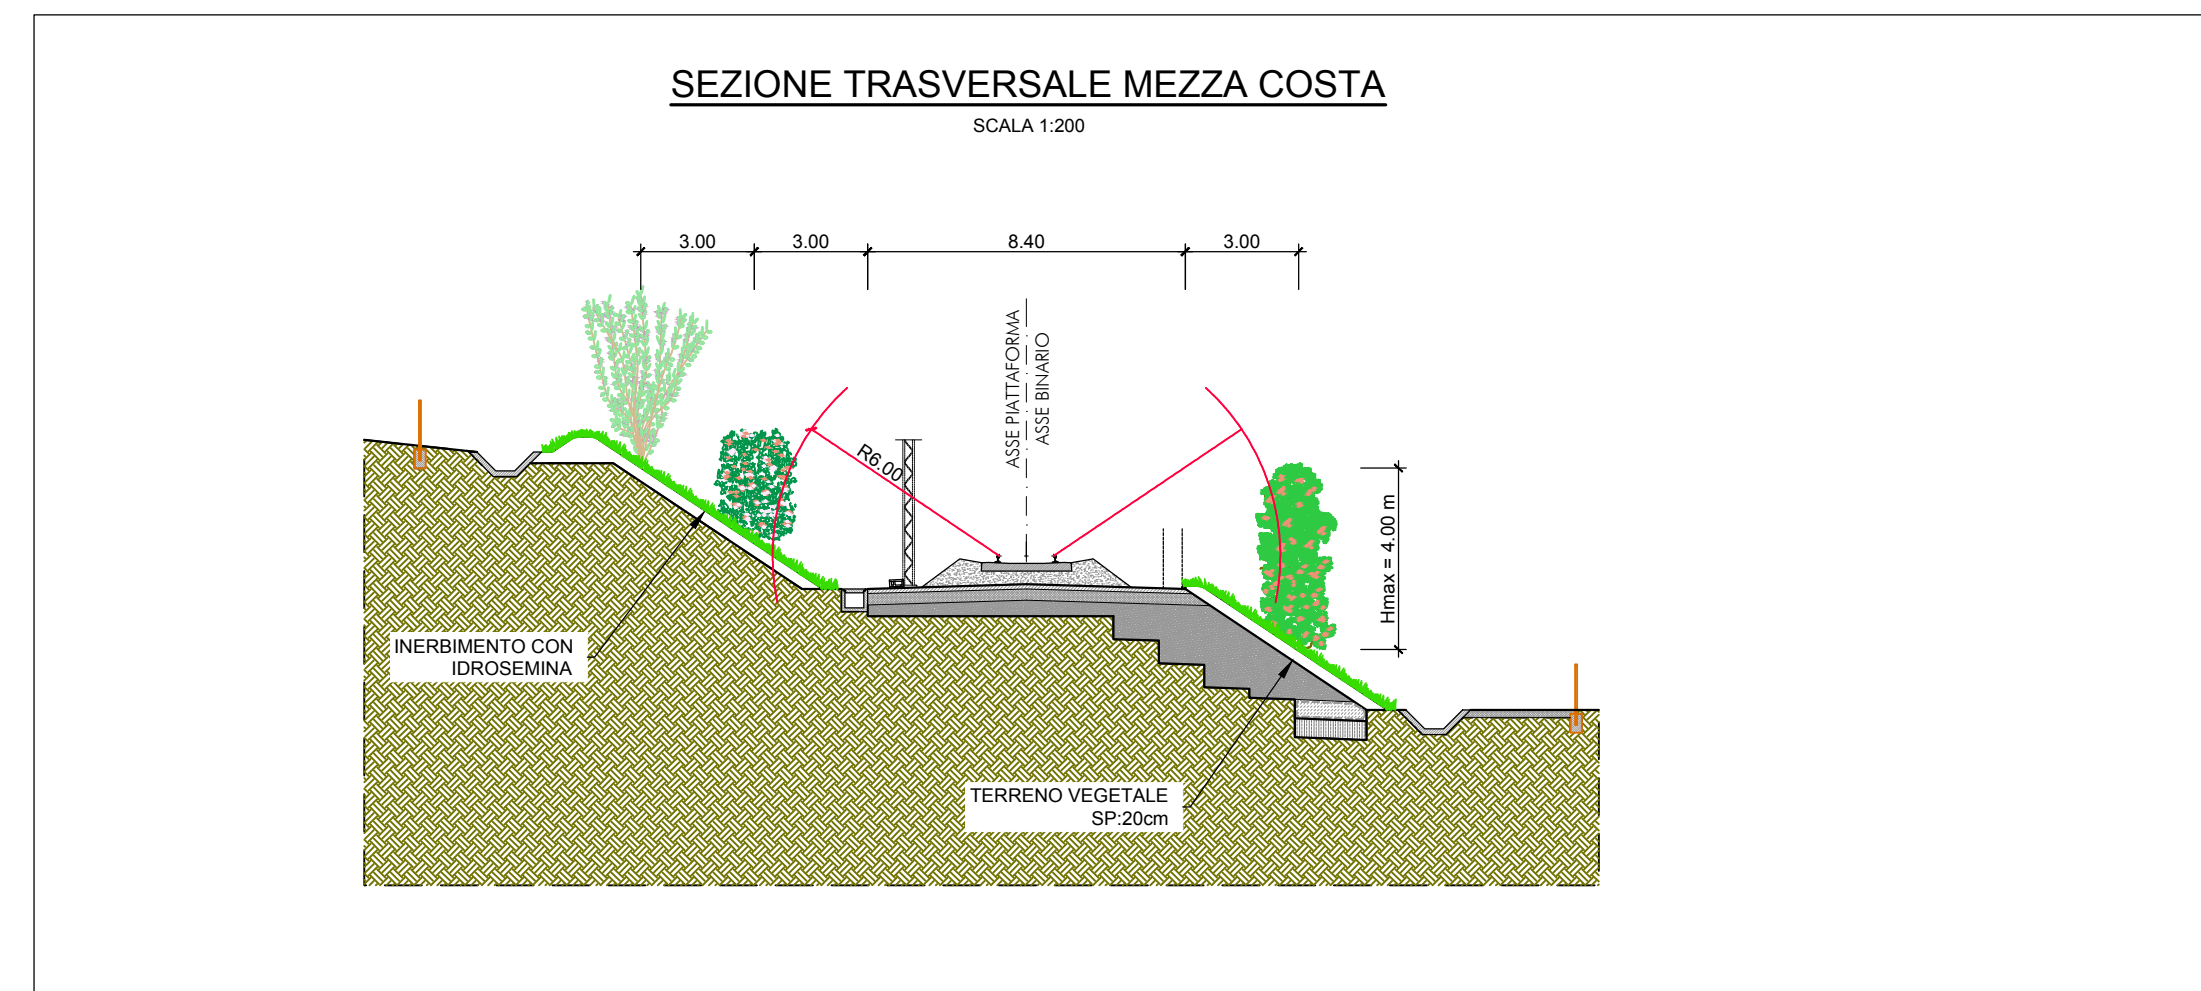 SEZIONE TRASVERSALE MEZZA COSTA
SCALA 1:200
3.00
3.00
8.40
3.00
ASSE PIATTAFORMA
ASSE BINARIO
R6.00
Hmax = 4.00 m
INERBIMENTO CON
IDROSEMINA
TERRENO VEGETALE
SP:20cm